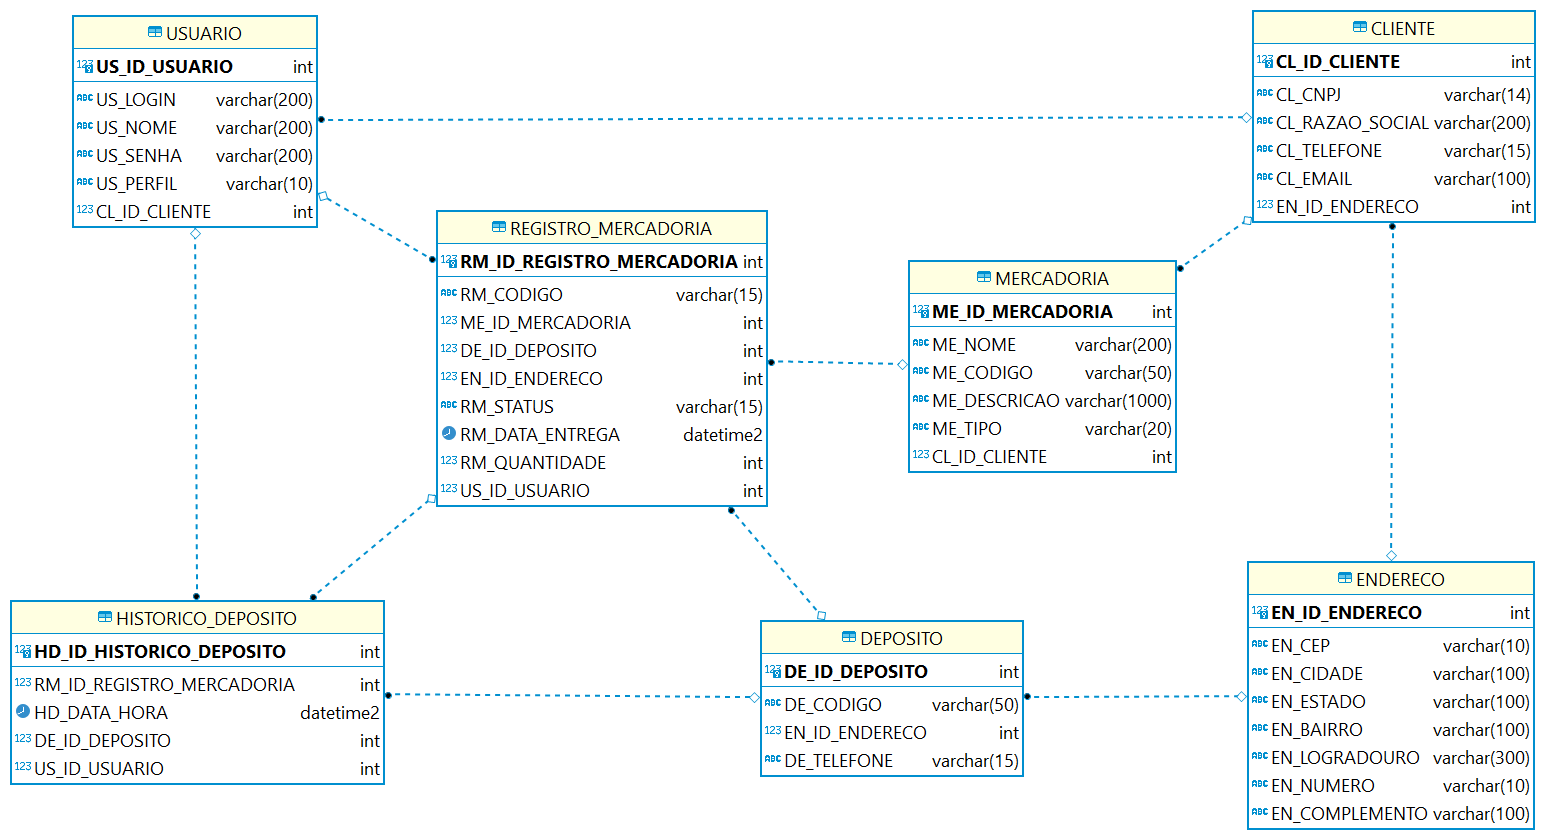 USUARIO
US_ID_USUARIO int
US_LOGIN varchar(200)
US_NOME varchar(200)
US_SENHA varchar(200)
US_PERFIL varchar(10)
CL_ID_CLIENTE int
CLIENTE
CL_ID_CLIENTE int
CL_CNPJ varchar(14)
CL_RAZAO_SOCIAL varchar(200)
CL_TELEFONE varchar(15)
CL_EMAIL varchar(100)
EN_ID_ENDERECO int
REGISTRO_MERCADORIA
RM_ID_REGISTRO_MERCADORIA int
RM_CODIGO varchar(15)
ME_ID_MERCADORIA int
DE_ID_DEPOSITO int
EN_ID_ENDERECO int
RM_STATUS varchar(15)
RM_DATA_ENTREGA datetime2
RM_QUANTIDADE int
US_ID_USUARIO int
MERCADORIA
ME_ID_MERCADORIA int
ME_NOME varchar(200)
ME_CODIGO varchar(50)
ME_DESCRICAO varchar(1000)
ME_TIPO varchar(20)
CL_ID_CLIENTE int
HISTORICO_DEPOSITO
HD_ID_HISTORICO_DEPOSITO int
RM_ID_REGISTRO_MERCADORIA int
HD_DATA_HORA datetime2
DE_ID_DEPOSITO int
US_ID_USUARIO int
DEPOSITO
DE_ID_DEPOSITO int
DE_CODIGO varchar(50)
EN_ID_ENDERECO int
DE_TELEFONE varchar(15)
ENDERECO
EN_ID_ENDERECO int
EN_CEP varchar(10)
EN_CIDADE varchar(100)
EN_ESTADO varchar(100)
EN_BAIRRO varchar(100)
EN_LOGRADOURO varchar(300)
EN_NUMERO varchar(10)
EN_COMPLEMENTO varchar(100)